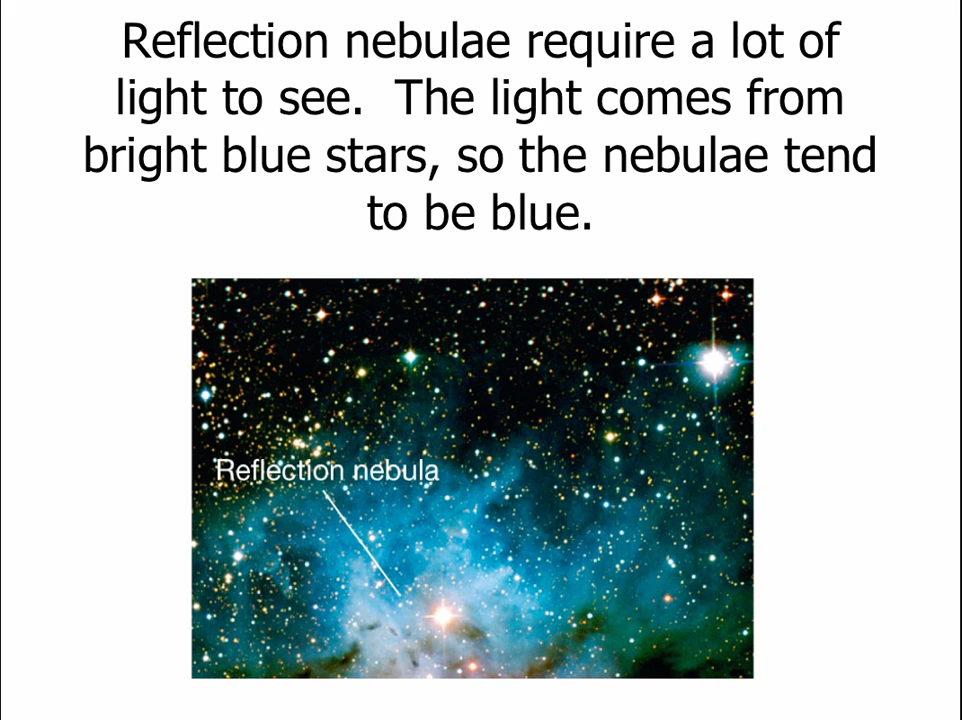 Reflection nebulae require a lot of
light to see.  The light comes from
bright blue stars, so the nebulae tend
to be blue.
Reflection nebula